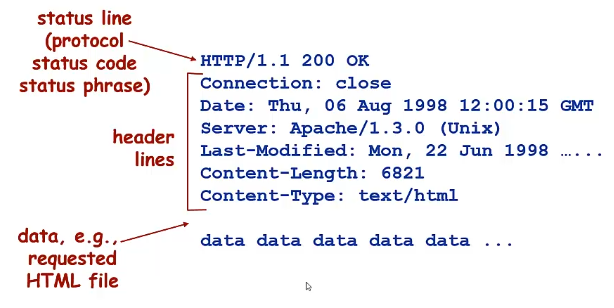 status line
(protocol
status code
status phrase)
HTTP/1.1 200 OK
Connection: close
Date: Thu, 06 Aug 1998 12:00:15 GMT
Server: Apache/1.3.0 (Unix)
Last-Modified: Mon, 22 Jun 1998 …...
Content-Length: 6821
Content-Type: text/html
header
lines
data, e.g.,
requested
HTML file
data data data data data ...